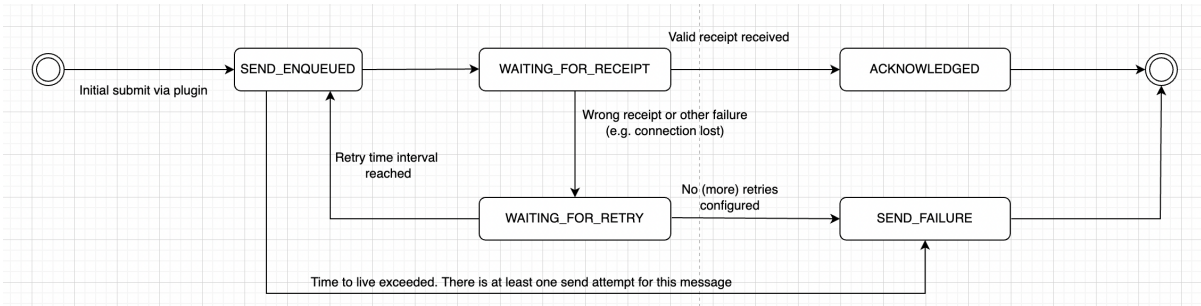 Valid receipt received
SEND_ENQUEUED
WAITING_FOR_RECEIPT
ACKNOWLEDGED
Initial submit via plugin
Wrong receipt or other failure
(e.g. connection lost)
Retry time interval
reached
No (more) retries
configured
WAITING_FOR_RETRY
SEND_FAILURE
Time to live exceeded. There is at least one send attempt for this message